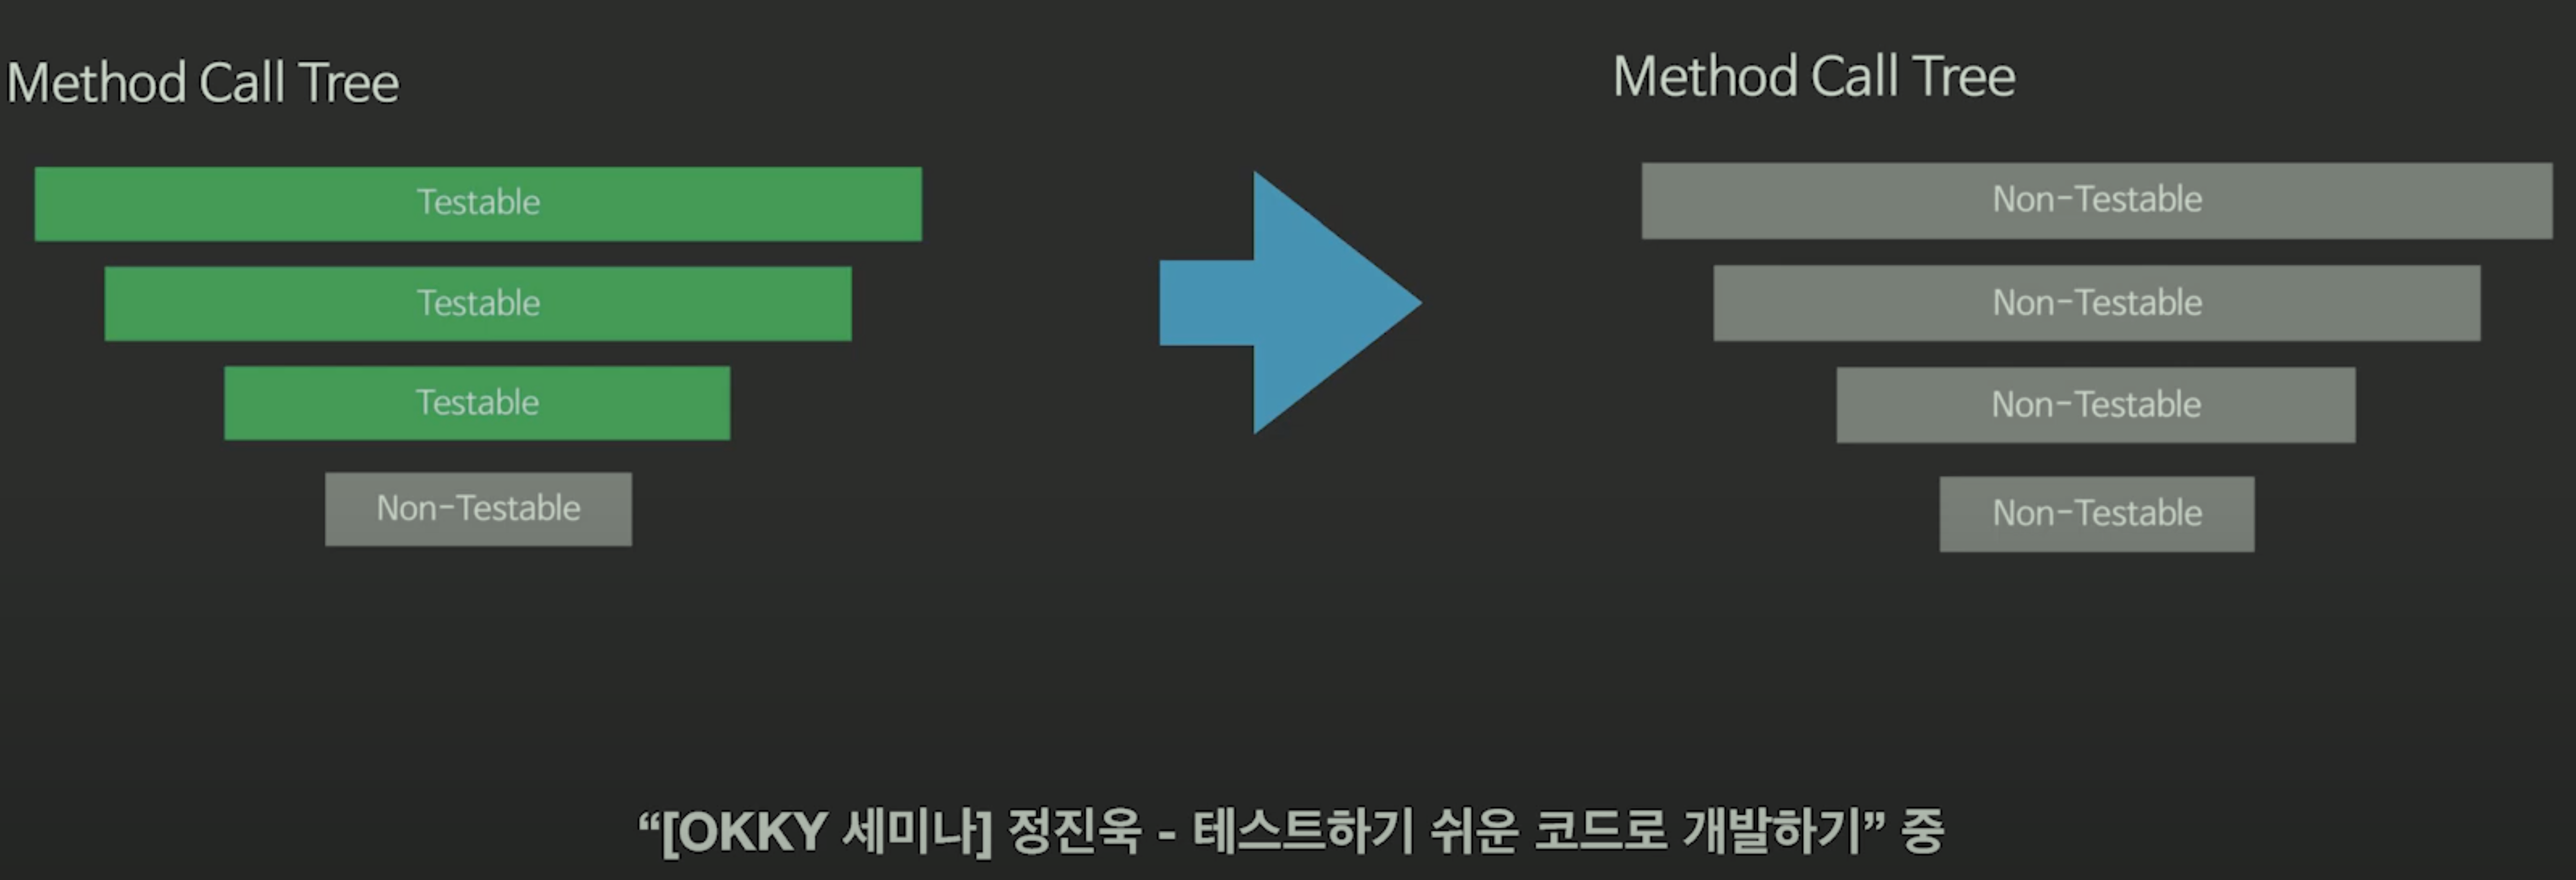 Method Call Tree
Testable
Testable
Testable
Non-Testable
Method Call Tree
Non-Testable
Non-Testable
Non-Testable
Non-Testable
“[OKKY 세미나] 정진욱 - 테스트하기 쉬운 코드로 개발하기” 중